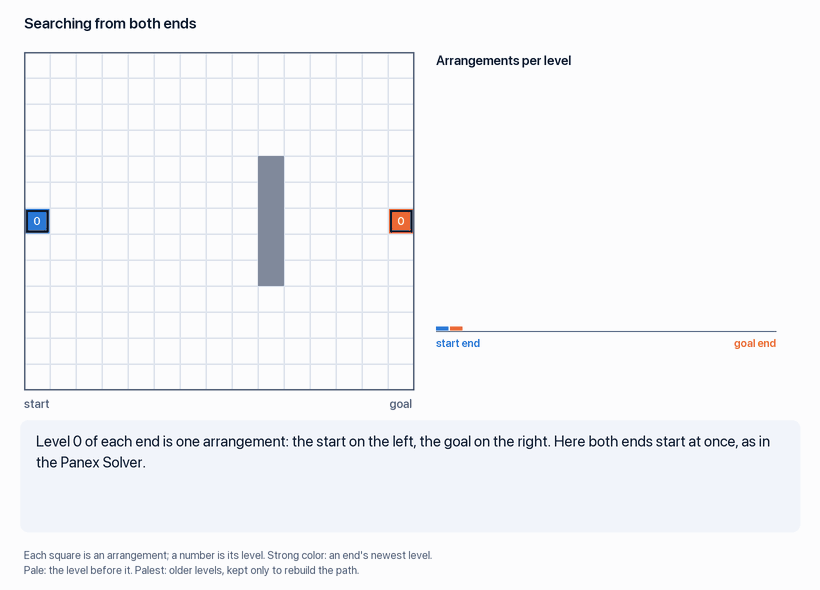 Searching from both ends
Arrangements per level
0
0
start end
goal end
start
goal
Level 0 of each end is one arrangement: the start on the left, the goal on the right. Here both ends start at once, as in
the Panex Solver.
Each square is an arrangement; a number is its level. Strong color: an end's newest level.
Pale: the level before it. Palest: older levels, kept only to rebuild the path.